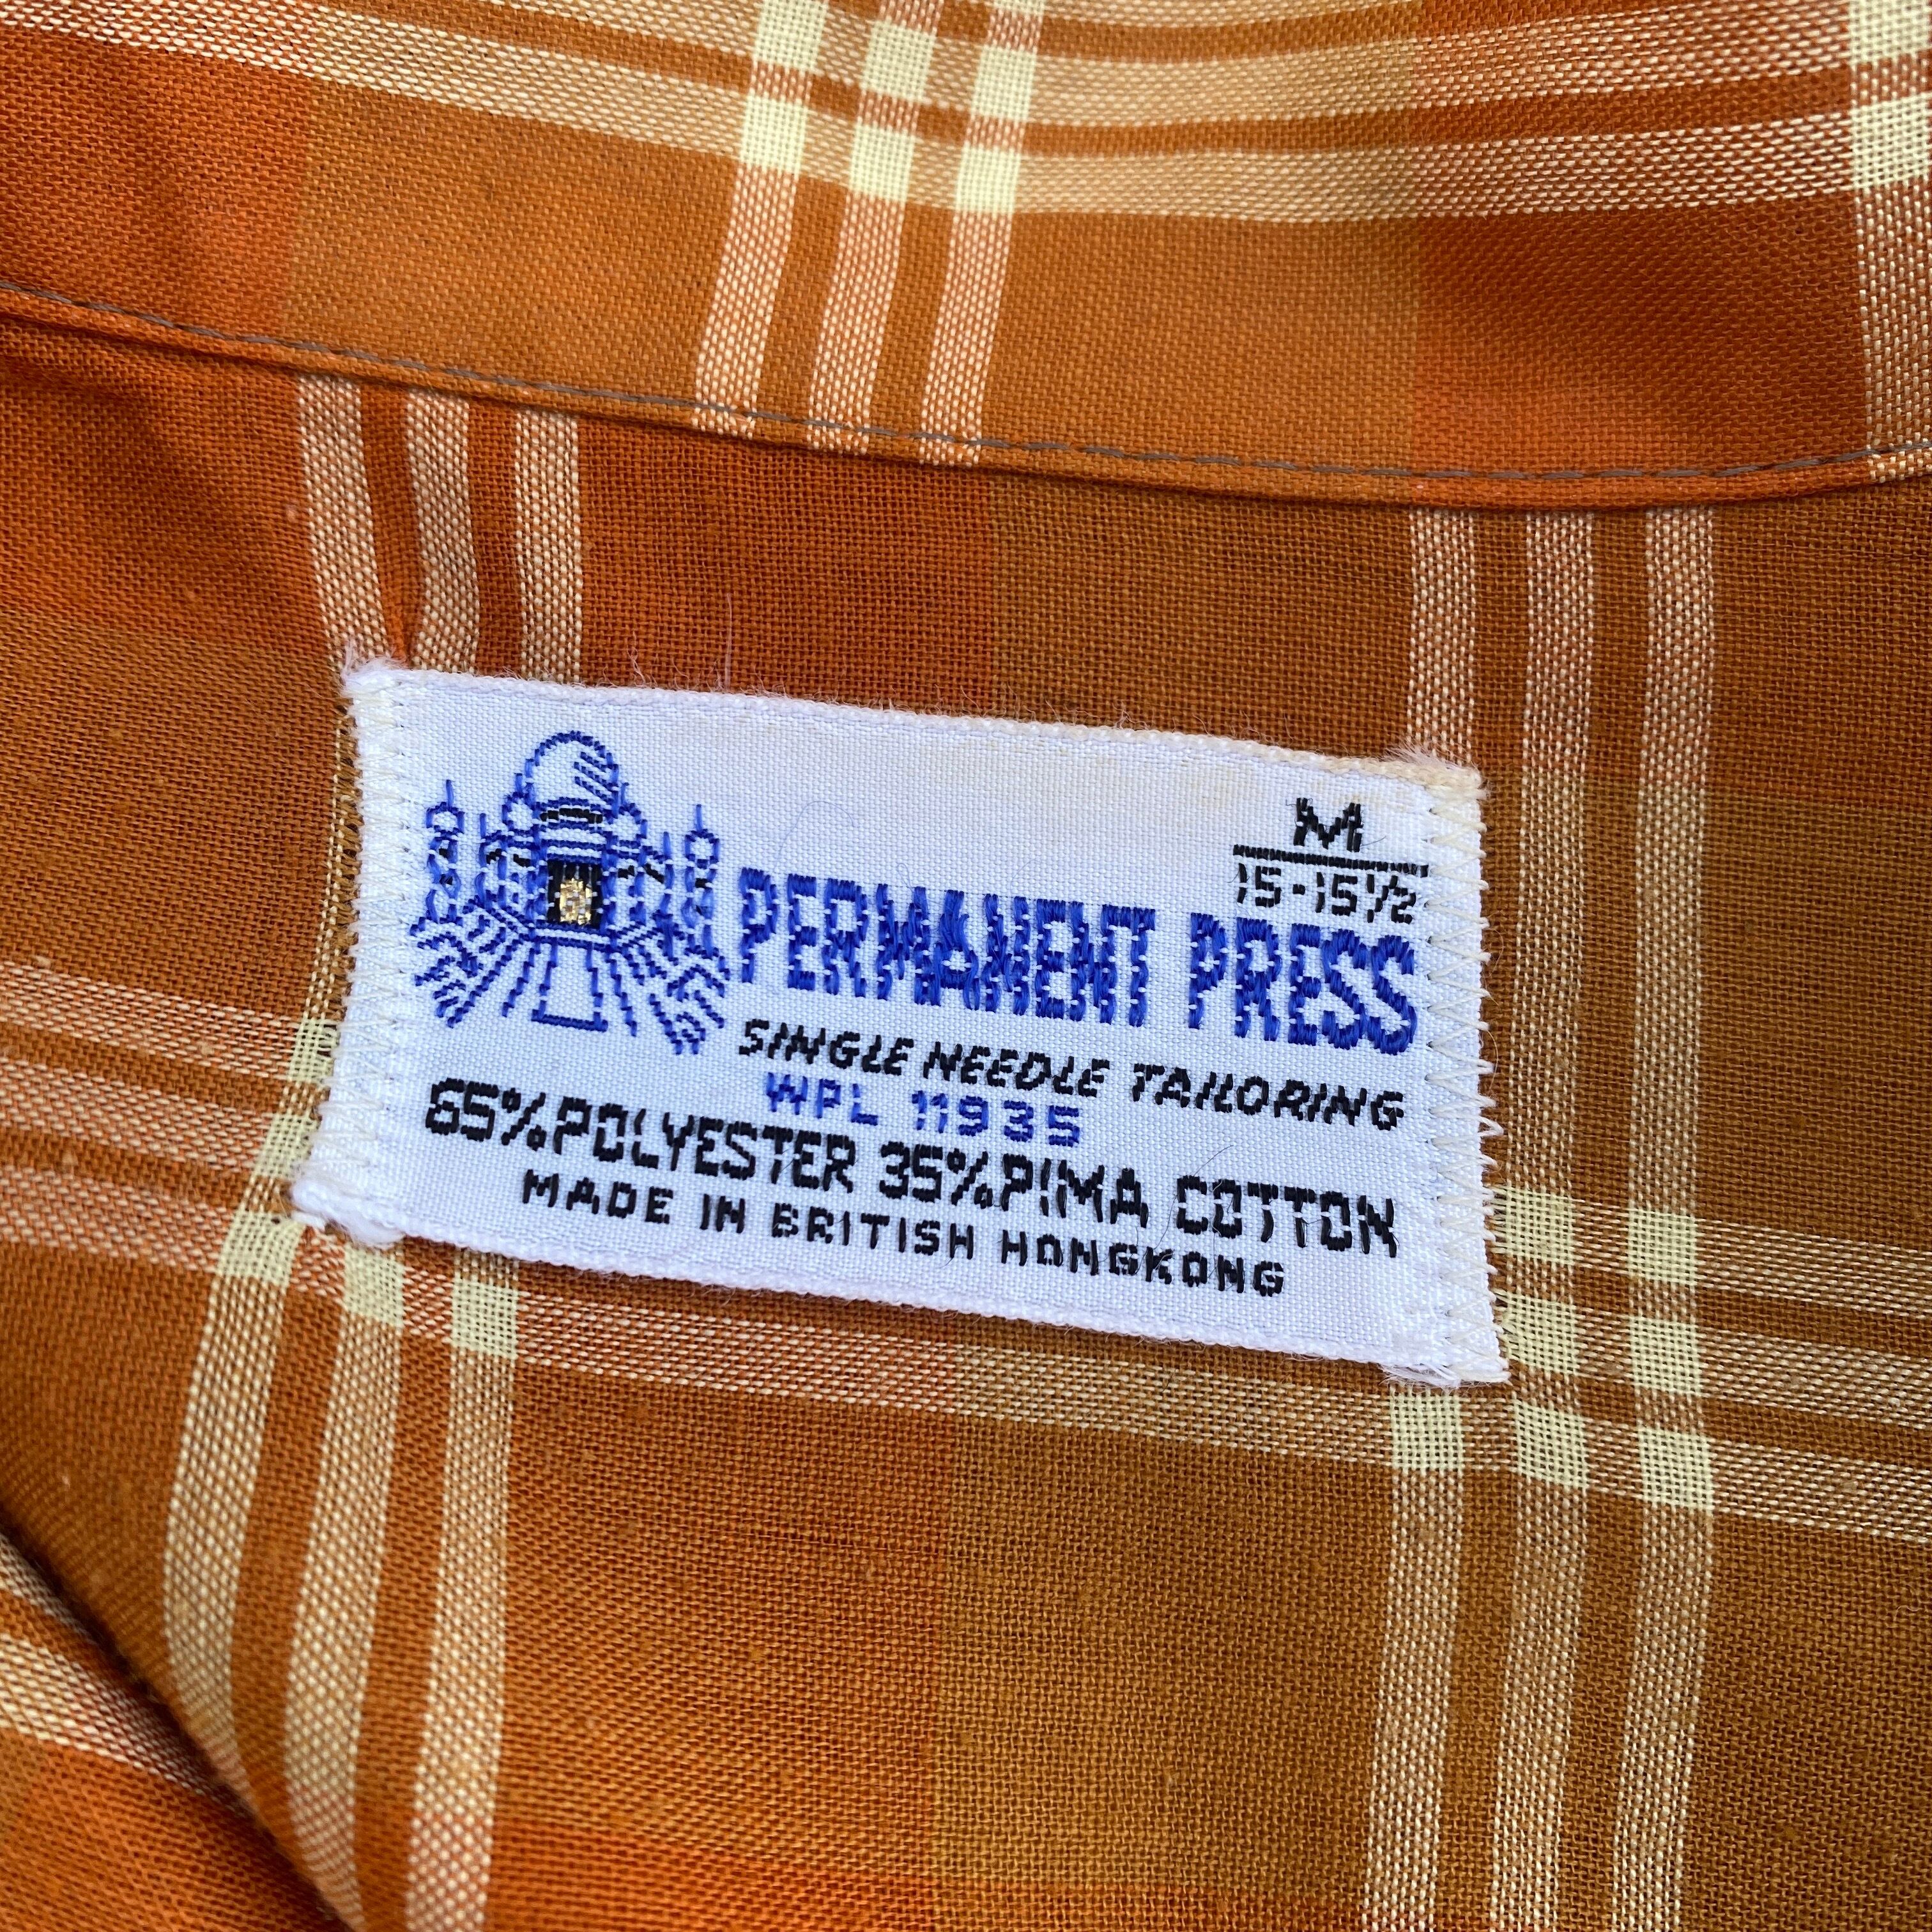 M
15-15½
PERMANENT PRESS
SINGLE NEEDLE TAILORING
WPL 11935
65%POLYESTER 35%PIMA COTTON
MADE IN BRITISH HONGKONG